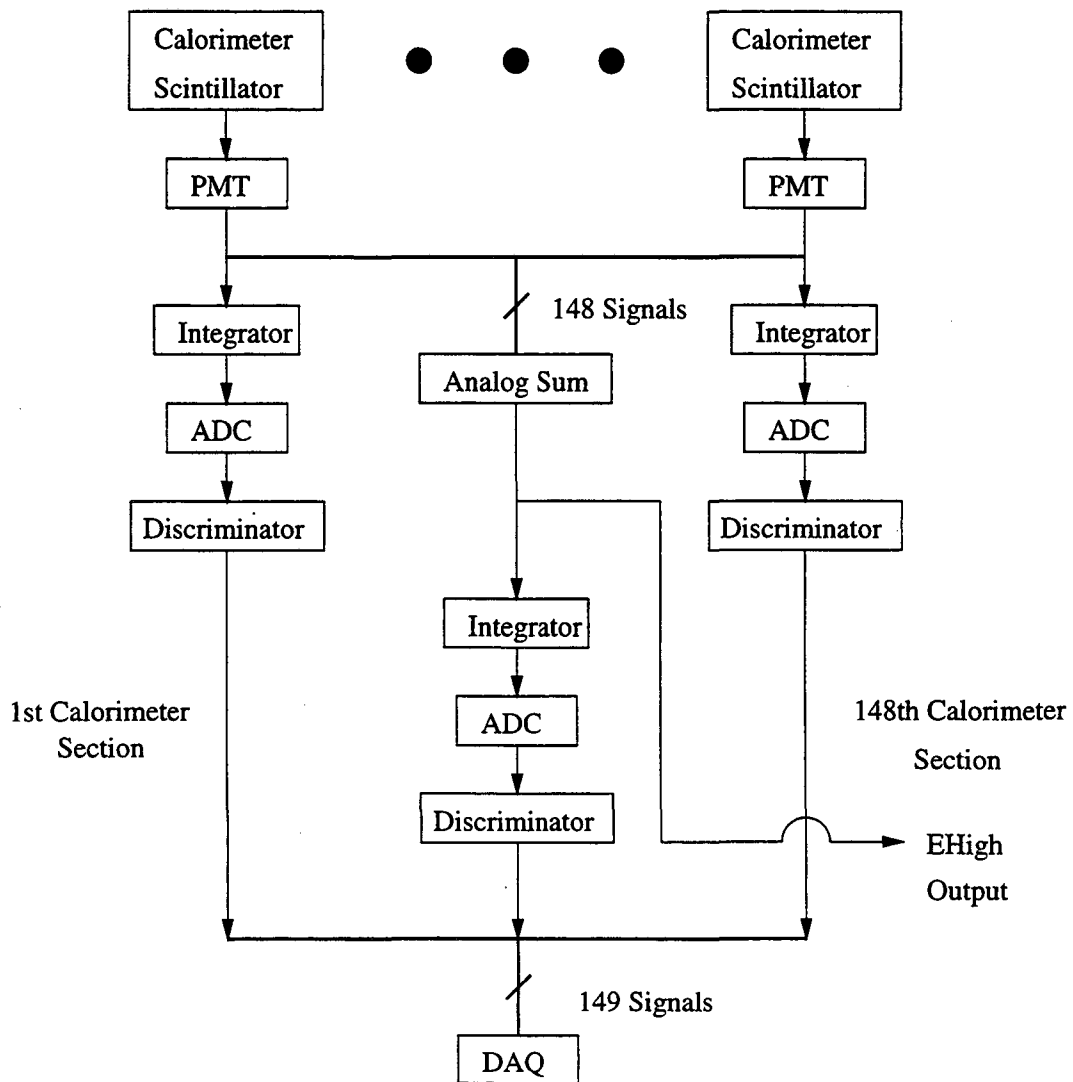 Calorimeter
Scintillator
Calorimeter
Scintillator
PMT
PMT
Integrator
148 Signals
Integrator
Analog Sum
ADC
ADC
Discriminator
Discriminator
Integrator
1st Calorimeter
Section
ADC
148th Calorimeter
Section
Discriminator
EHigh
Output
149 Signals
DAQ